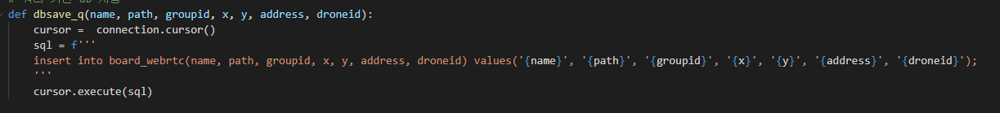 def dbsave_q(name, path, groupid, x, y, address, droneid):
    cursor =  connection.cursor()
    sql = f'''
    insert into board_webrtc(name, path, groupid, x, y, address, droneid) values('{name}', '{path}', '{groupid}', '{x}', '{y}', '{address}', '{droneid}');
    '''
    cursor.execute(sql)